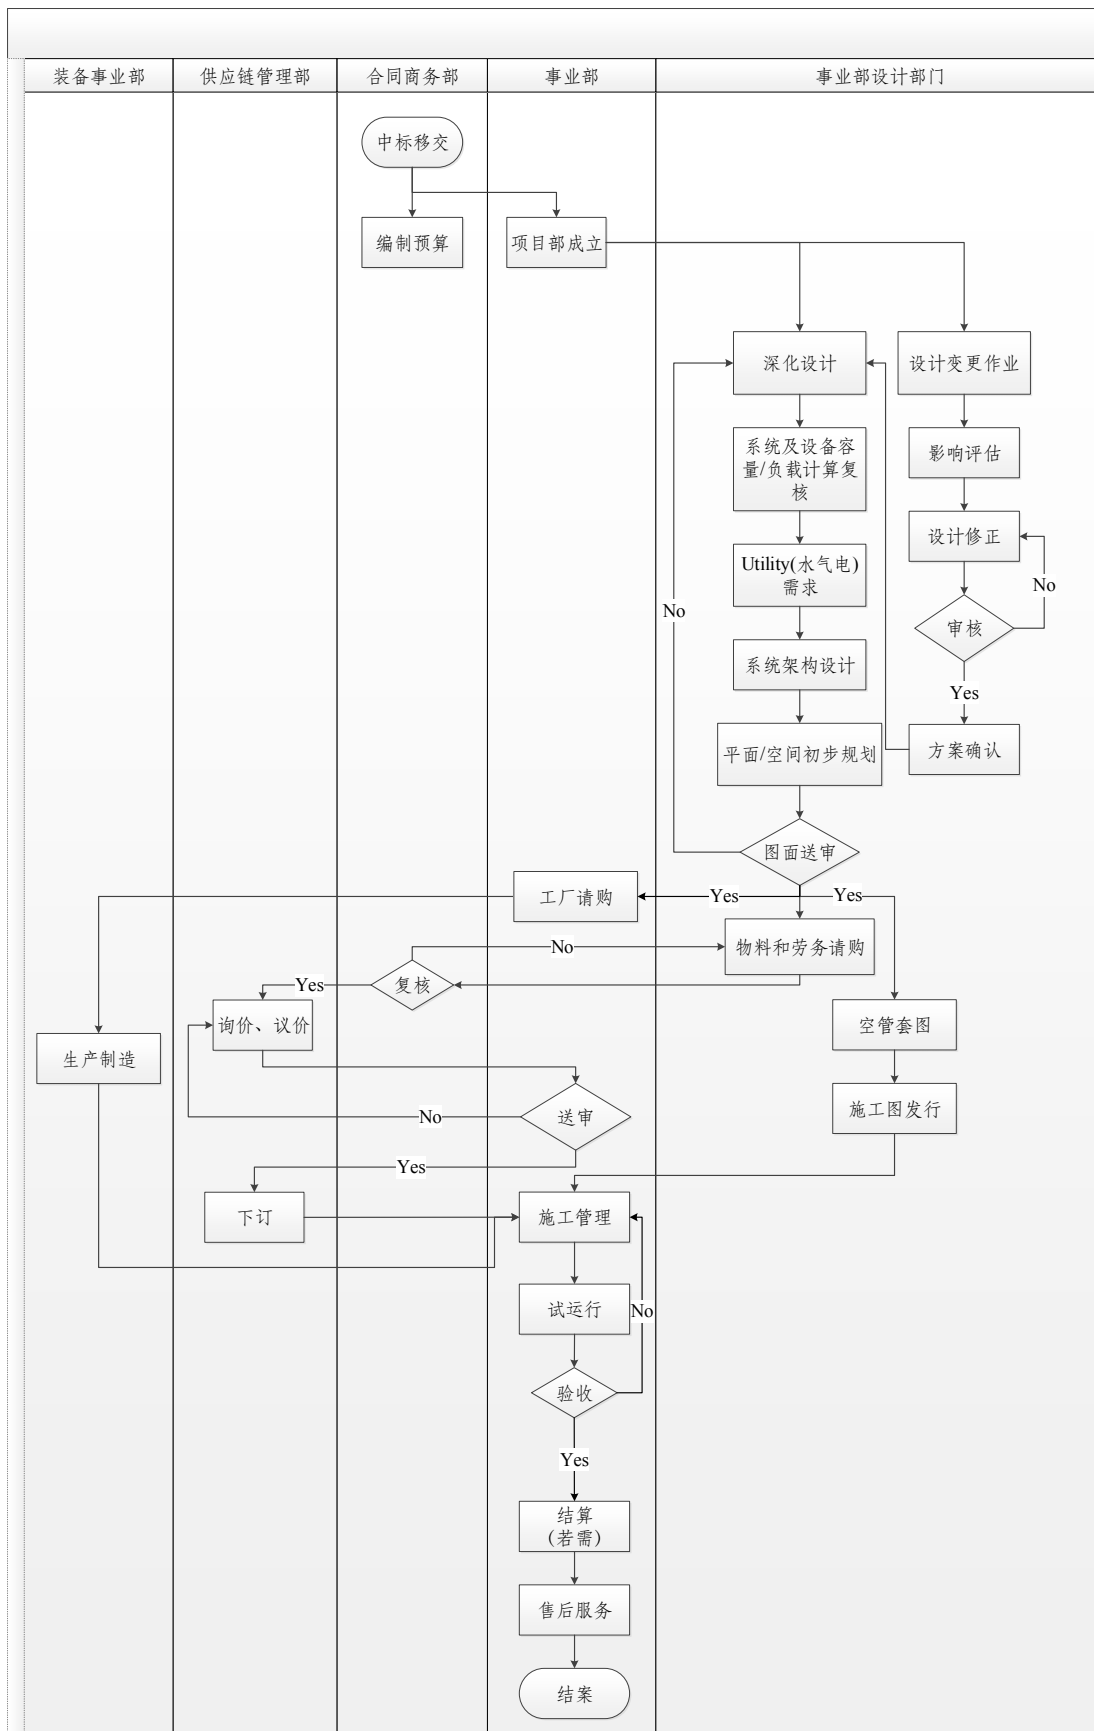 装备事业部
供应链管理部
合同商务部
事业部
事业部设计部门
中标移交
编制预算
项目部成立
深化设计
设计变更作业
系统及设备容
量/负载计算复
核
影响评估
设计修正
Utility(水气电)
需求
No
No
审核
系统架构设计
Yes
平面/空间初步规划
方案确认
图面送审
工厂请购
Yes
Yes
No
物料和劳务请购
Yes
复核
询价、议价
空管套图
生产制造
No
送审
施工图发行
Yes
下订
施工管理
试运行
No
验收
Yes
结算
(若需)
售后服务
结案